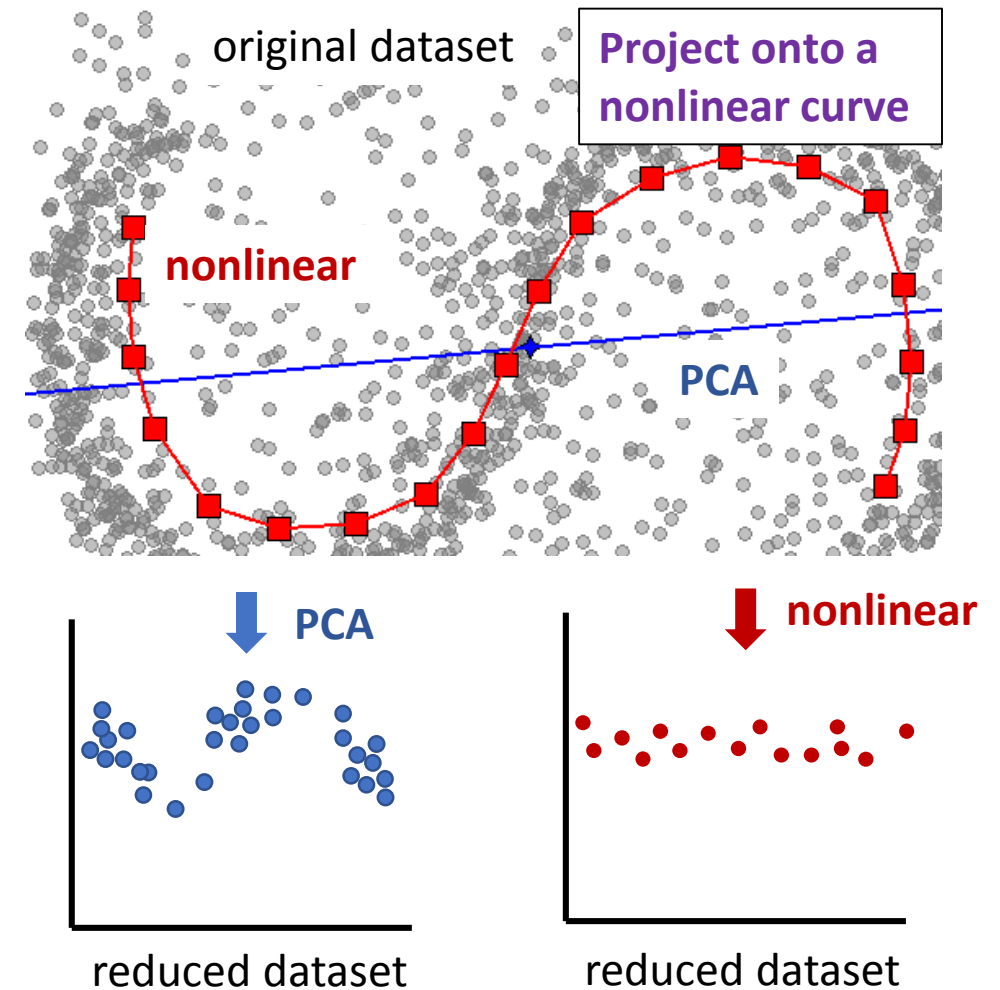 original dataset
Project onto a
nonlinear curve
nonlinear
PCA
PCA
nonlinear
reduced dataset
reduced dataset